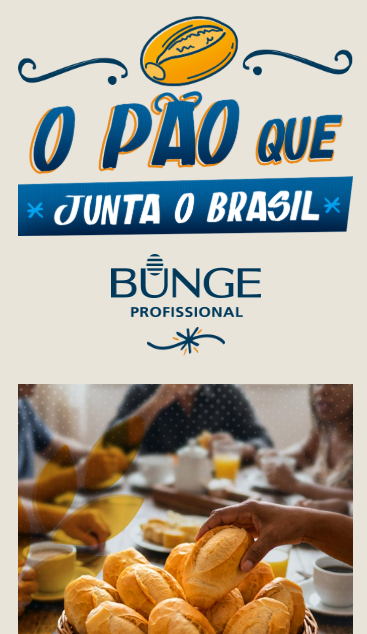 O PÃO QUE
JUNTA O BRASIL
BUNGE
PROFISSIONAL